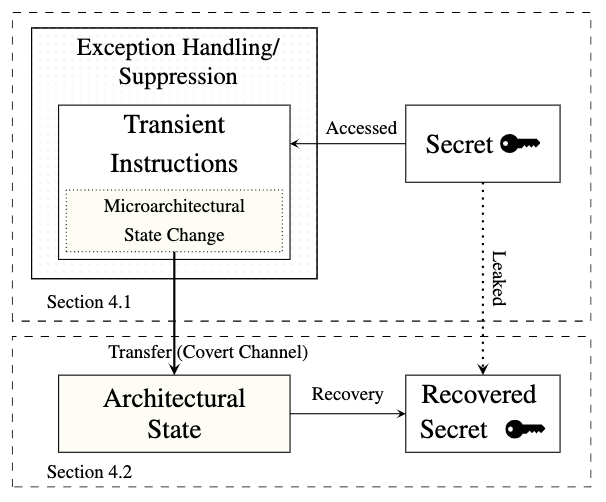 Exception Handling/
Suppression
Transient
Instructions
Accessed
Secret
Microarchitectural
State Change
Leaked
Section 4.1
Transfer (Covert Channel)
Architectural
State
Recovery
Recovered
Secret
Section 4.2